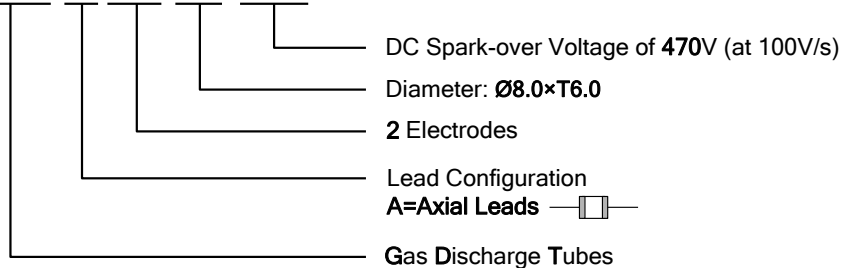 DC Spark-over Voltage of 470V (at 100V/s)
Diameter: Ø8.0×T6.0
2 Electrodes
Lead Configuration
A=Axial Leads
Gas Discharge Tubes